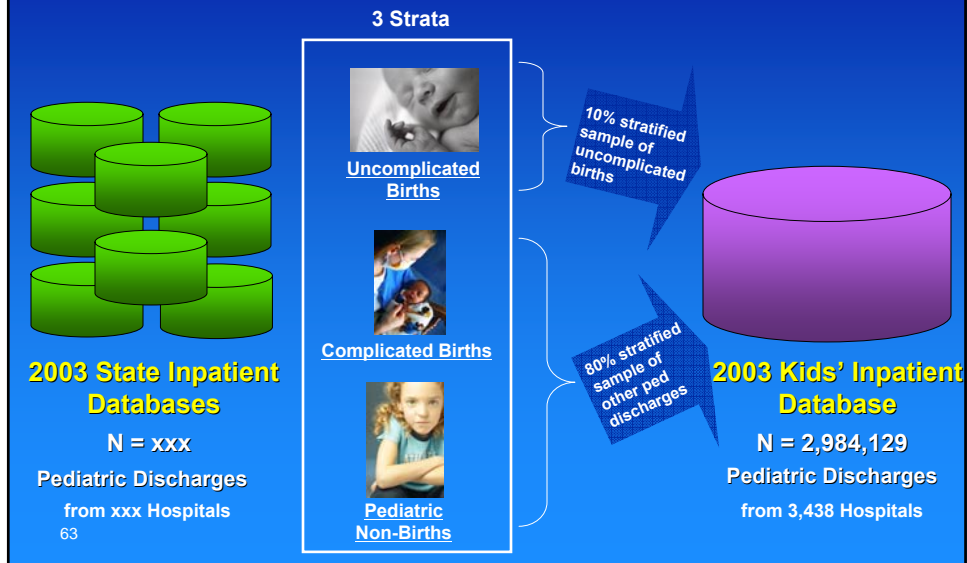 3 Strata
Uncomplicated
Births
Complicated Births
Pediatric
Non-Births
10% stratified
sample of
uncomplicated
births
80% stratified
sample of
other ped
discharges
2003 State Inpatient
Databases
N = xxx
Pediatric Discharges
from xxx Hospitals
63
2003 Kids’ Inpatient
Database
N = 2,984,129
Pediatric Discharges
from 3,438 Hospitals